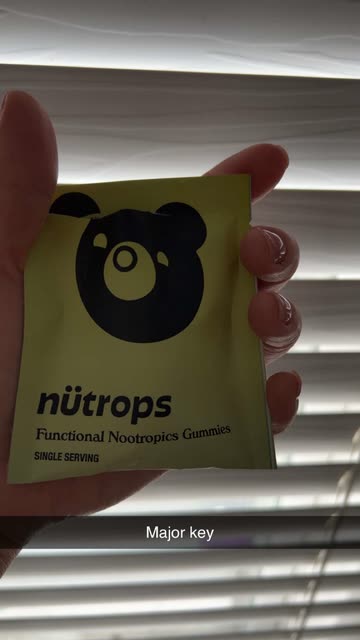 nütrops
Functional Nootropics Gummies
SINGLE SERVING
Major key